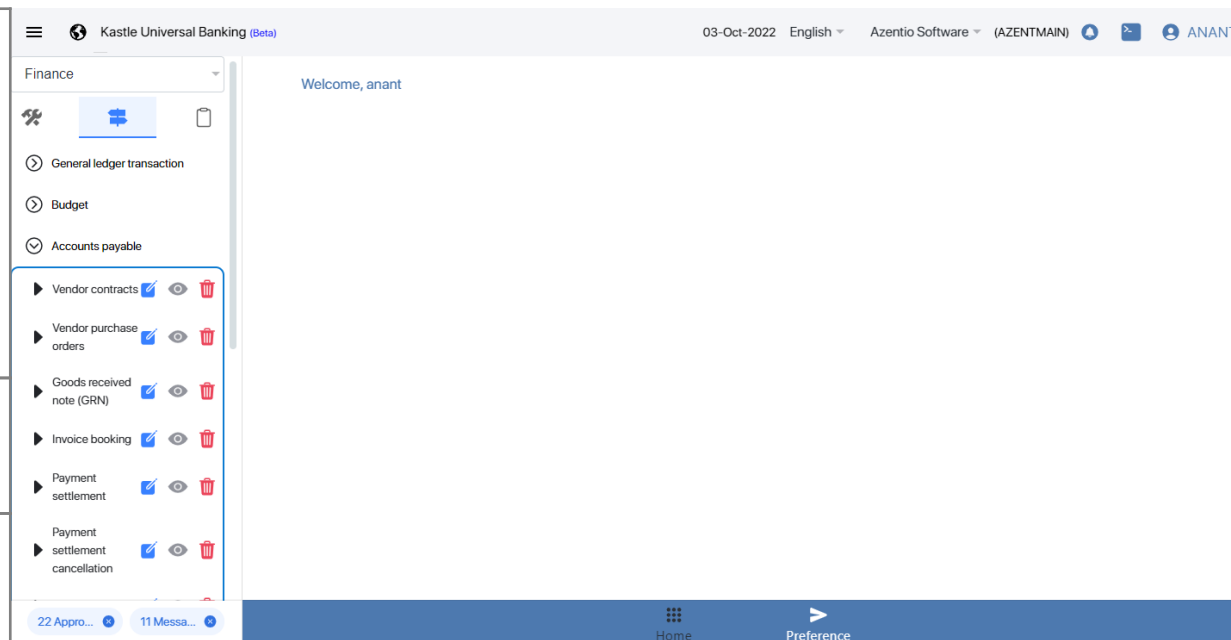 Kastle Universal Banking (Beta)
03-Oct-2022 English Azentio Software (AZENTMAIN) ANANT
Finance
Welcome, anant
General ledger transaction
Budget
Accounts payable
Vendor contracts
Vendor purchase
orders
Goods received
note (GRN)
Invoice booking
Payment
settlement
Payment
settlement
cancellation
22 Appro... 11 Messa...
Home
Preference